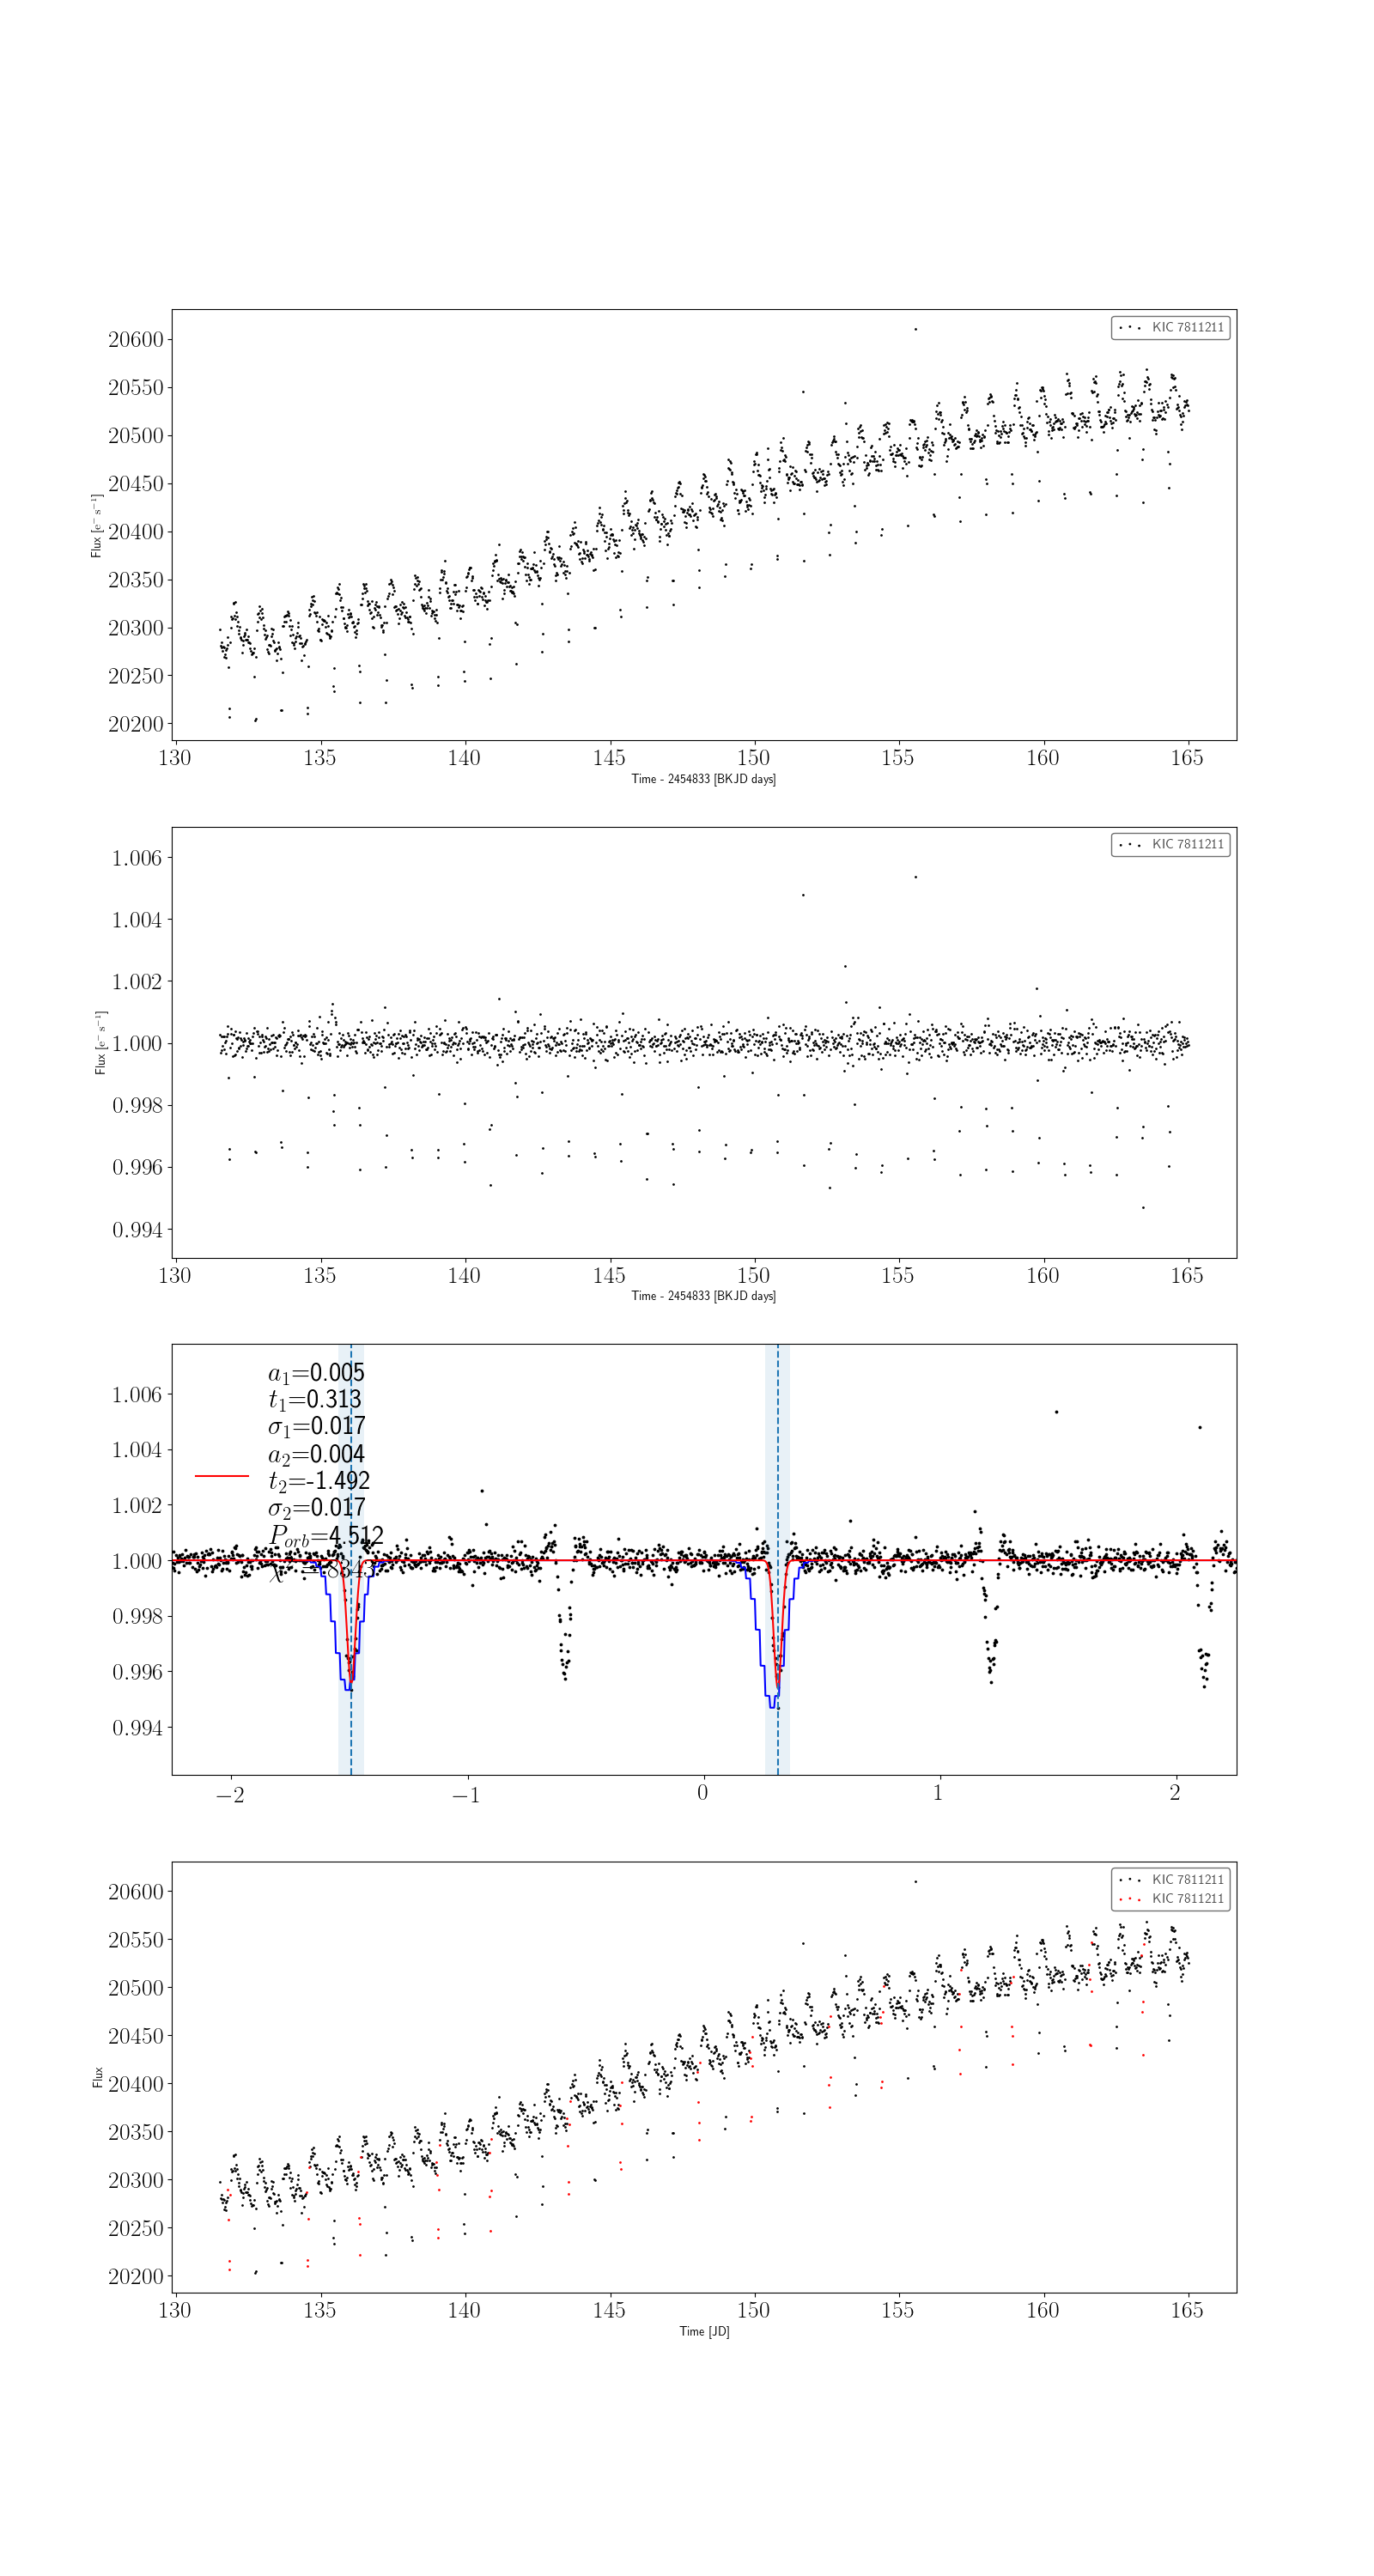 20600
20550
20500
20450
20400
20350
20300
20250
20200
Flux [e⁻ s⁻¹]
KIC 7811211
130 135 140 145 150 155 160 165
Time - 2454833 [BKJD days]
1.006
1.004
1.002
1.000
0.998
0.996
0.994
Flux [e⁻ s⁻¹]
KIC 7811211
130 135 140 145 150 155 160 165
Time - 2454833 [BKJD days]
1.006
1.004
1.002
1.000
0.998
0.996
0.994
a₁=0.005
t₁=0.313
σ₁=0.017
a₂=0.004
t₂=-1.492
σ₂=0.017
P_orb=4.512
−2 −1 0 1 2
20600
20550
20500
20450
20400
20350
20300
20250
20200
Flux
KIC 7811211
KIC 7811211
130 135 140 145 150 155 160 165
Time [JD]